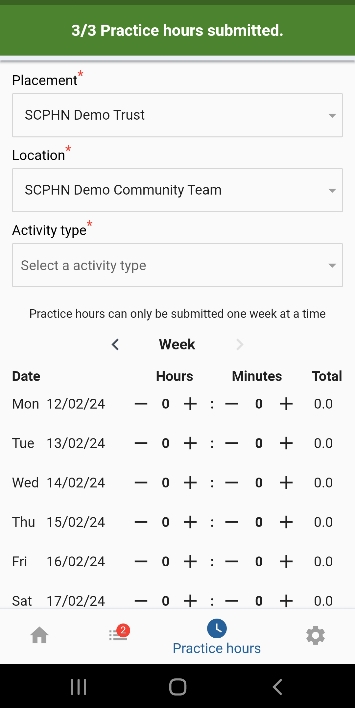 3/3 Practice hours submitted.
Placement*
SCPHN Demo Trust
Location*
SCPHN Demo Community Team
Activity type*
Select a activity type
Practice hours can only be submitted one week at a time
Week
Date Hours Minutes Total
Mon 12/02/24 — 0 + : — 0 + 0.0
Tue 13/02/24 — 0 + : — 0 + 0.0
Wed 14/02/24 — 0 + : — 0 + 0.0
Thu 15/02/24 — 0 + : — 0 + 0.0
Fri 16/02/24 — 0 + : — 0 + 0.0
Sat 17/02/24 — 0 + : — 0 + 0.0
2
Practice hours